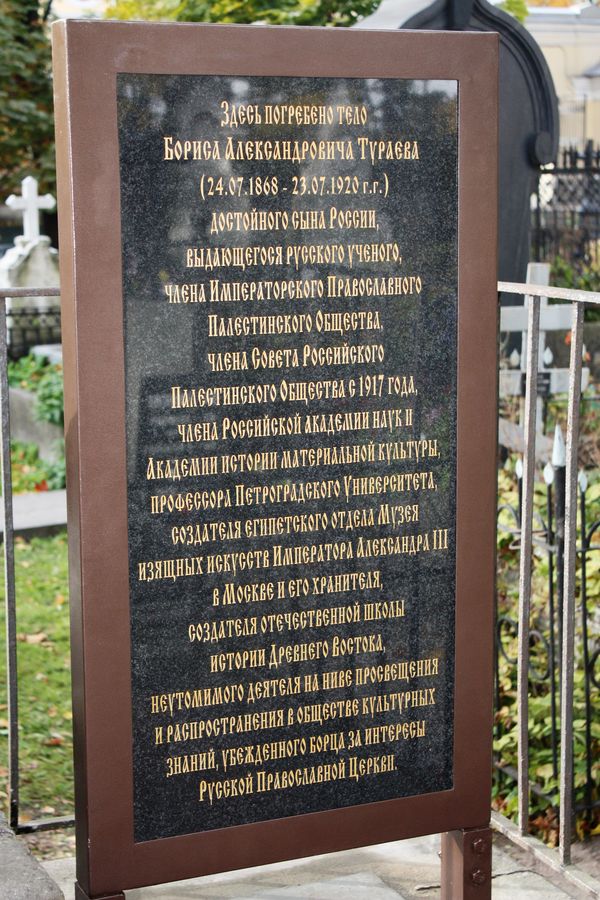 Здесь погребено тело
Бориса Александровича Тураева
(24.07.1868 - 23.07.1920 г.г.)
достойного сына России,
выдающегося русского ученого,
члена Императорского Православного
Палестинского Общества,
члена Совета Российского
Палестинского Общества с 1917 года,
члена Российской академии наук и
Академии истории материальной культуры,
профессора Петроградского Университета,
создателя египетского отдела Музея
изящных искусств Императора Александра III
в Москве и его хранителя,
создателя отечественной школы
истории Древнего Востока,
неутомимого деятеля на ниве просвещения
и распространения в обществе культурных
знаний, убежденного борца за интересы
Русской Православной Церкви.